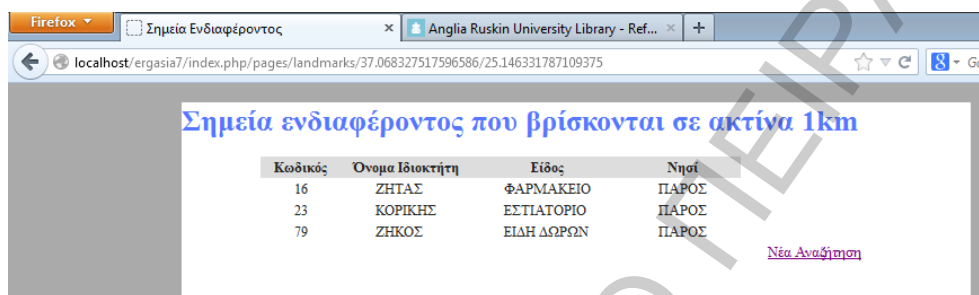 Firefox
Σημεία Ενδιαφέροντος × Anglia Ruskin University Library - Ref... × +
localhost/ergasia7/index.php/pages/landmarks/37.068327517596586/25.146331787109375 8
Σημεία ενδιαφέροντος που βρίσκονται σε ακτίνα 1km
Κωδικός Όνομα Ιδιοκτήτη Είδος Νησί
16 ΖΗΤΑΣ ΦΑΡΜΑΚΕΙΟ ΠΑΡΟΣ
23 ΚΟΡΙΚΗΣ ΕΣΤΙΑΤΟΡΙΟ ΠΑΡΟΣ
79 ΖΗΚΟΣ ΕΙΔΗ ΔΩΡΩΝ ΠΑΡΟΣ
Νέα Αναζήτηση